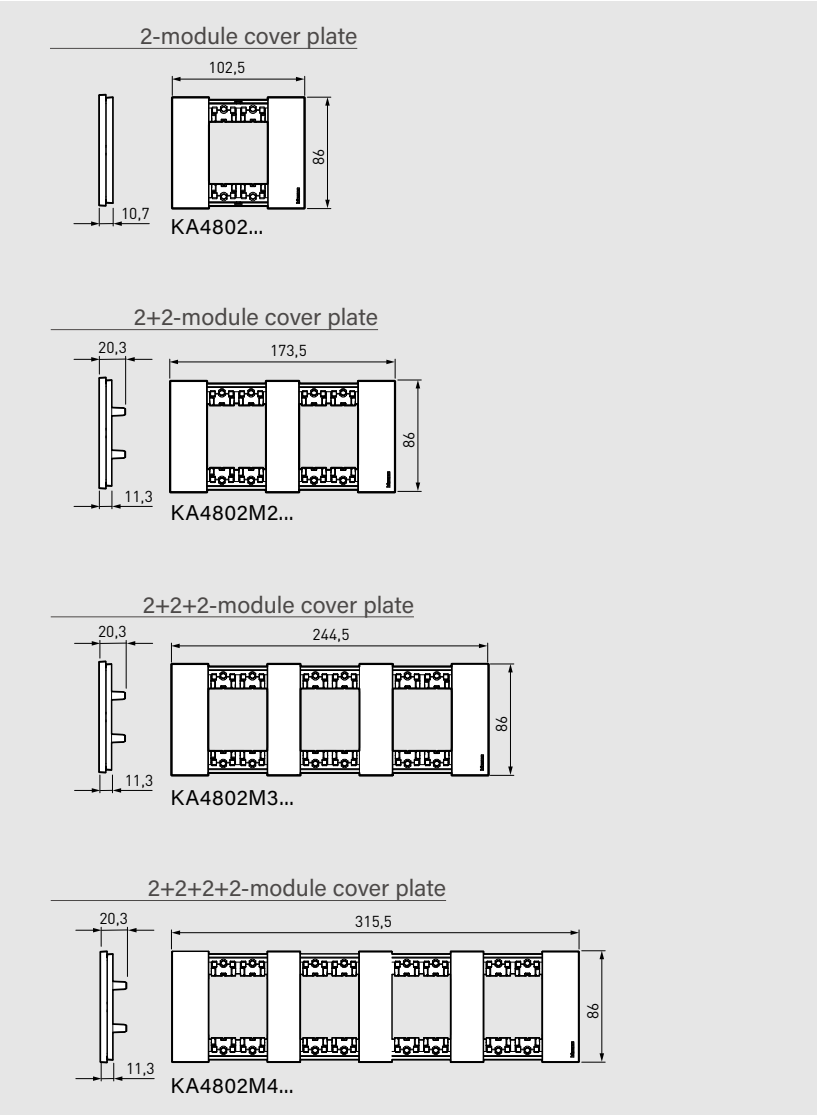 2-module cover plate
102,5
86
10,7
KA4802...
2+2-module cover plate
20,3
173,5
86
11,3
KA4802M2...
2+2+2-module cover plate
20,3
244,5
86
11,3
KA4802M3...
2+2+2+2-module cover plate
20,3
315,5
86
11,3
KA4802M4...